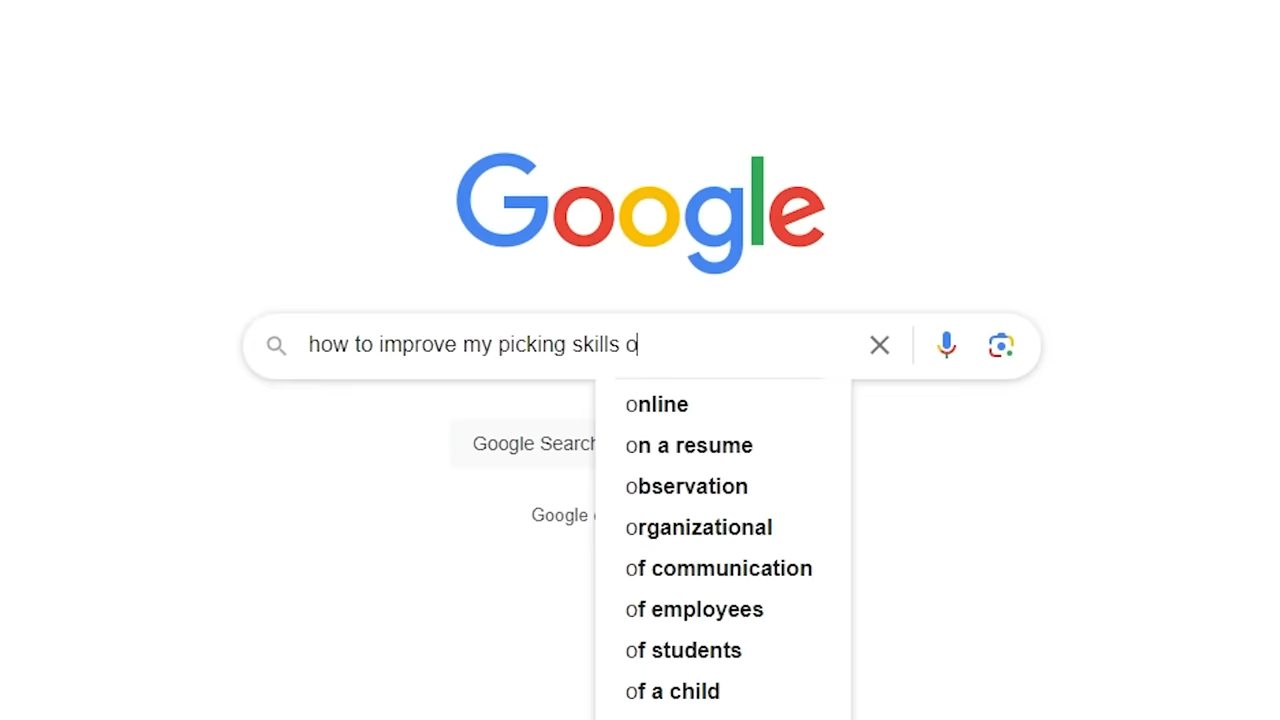 Google
how to improve my picking skills o
online
on a resume
Google Search
observation
Google
organizational
of communication
of employees
of students
of a child